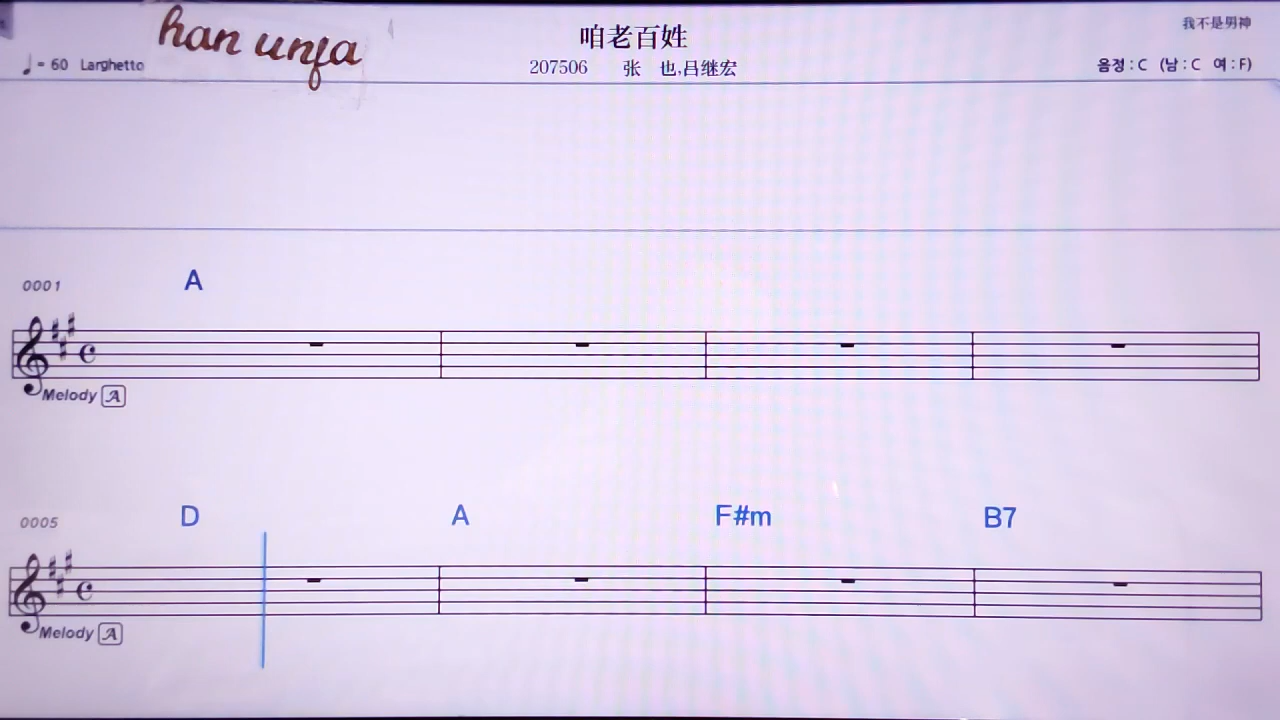 han unfa
咱老百姓
我不是男神
♩= 60 Larghetto
207506 张 也,吕继宏
음정 : C (남 : C 여 : F)
0001 A
Melody A
0005 D A F#m B7
Melody A